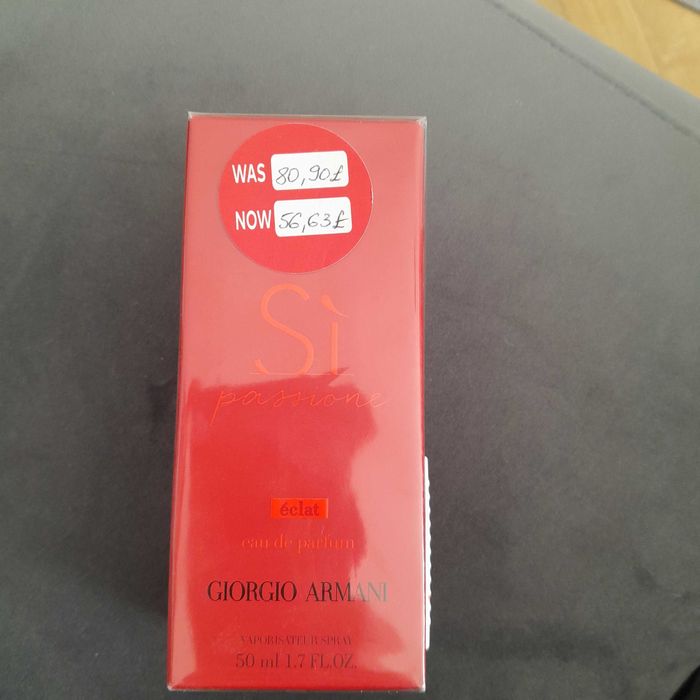 WAS 80,90£
NOW 56,63£
Sì
passione
éclat
eau de parfum
GIORGIO ARMANI
VAPORISATEUR SPRAY
50 ml 1.7 FL.OZ.